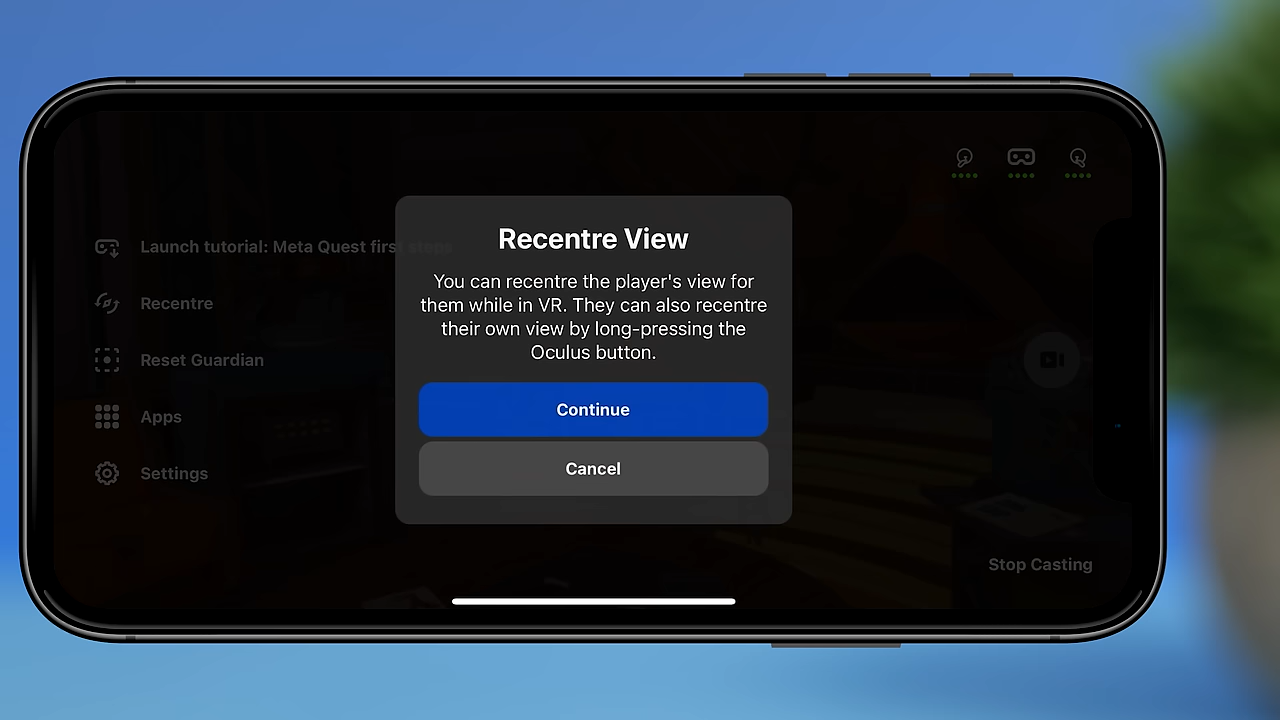 Launch tutorial: Meta Quest first steps
Recentre
Reset Guardian
Apps
Settings
Recentre View
You can recentre the player's view for
them while in VR. They can also recentre
their own view by long-pressing the
Oculus button.
Continue
Cancel
Stop Casting